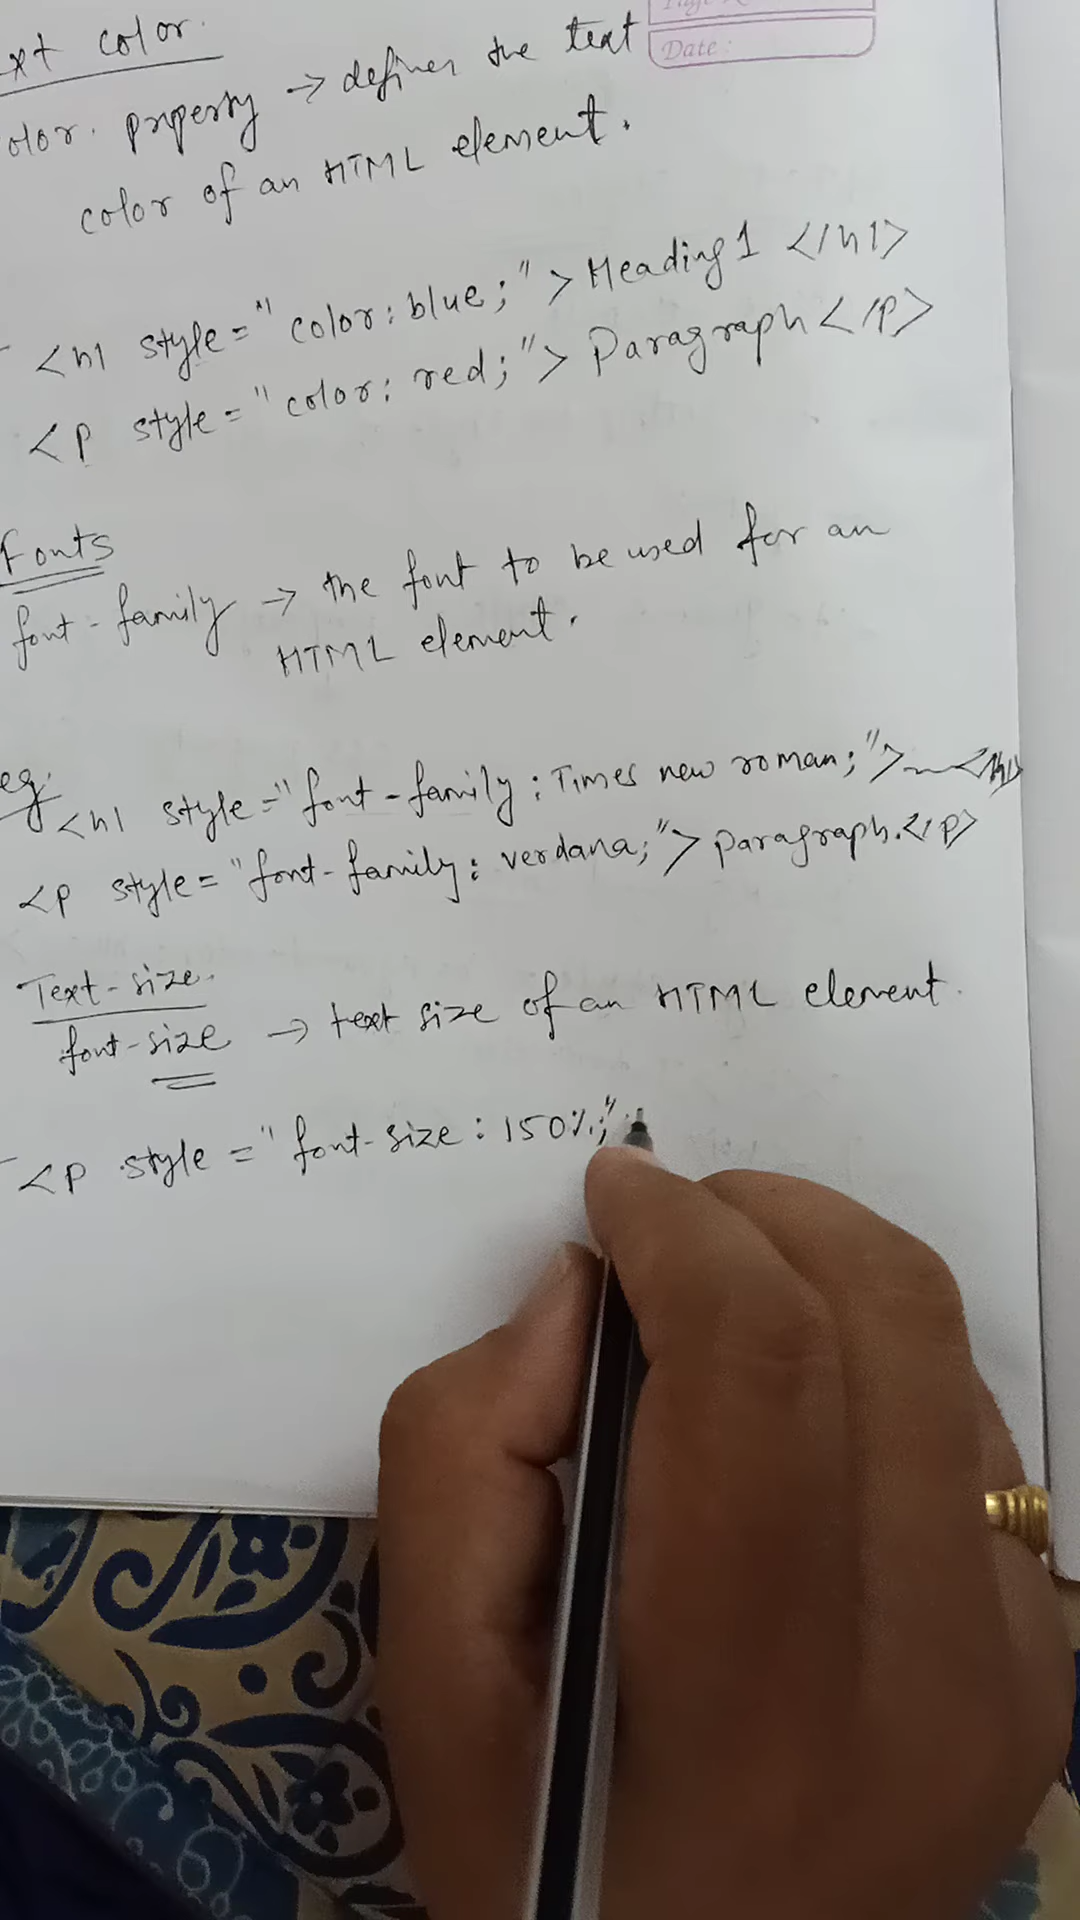 Date :
xt color.
olor. property → defines the text
color of an HTML element.
<h1 style="color: blue;"> Heading 1 </h1>
<p style="color: red;"> Paragraph </p>
Fonts
font-family → the font to be used for an
HTML element.
eg.
<h1 style="font-family: Times new roman;"> </h1>
<p style="font-family: verdana;"> paragraph.</p>
Text-size.
font-size → text size of an HTML element.
<p style="font-size: 150%;"